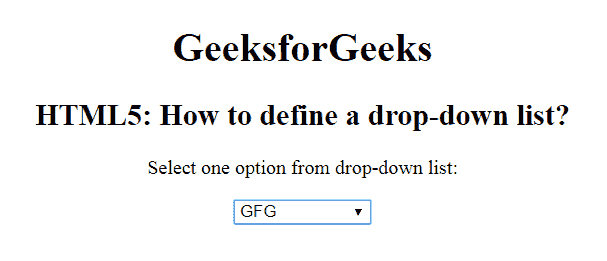 GeeksforGeeks
HTML5: How to define a drop-down list?
Select one option from drop-down list:
GFG